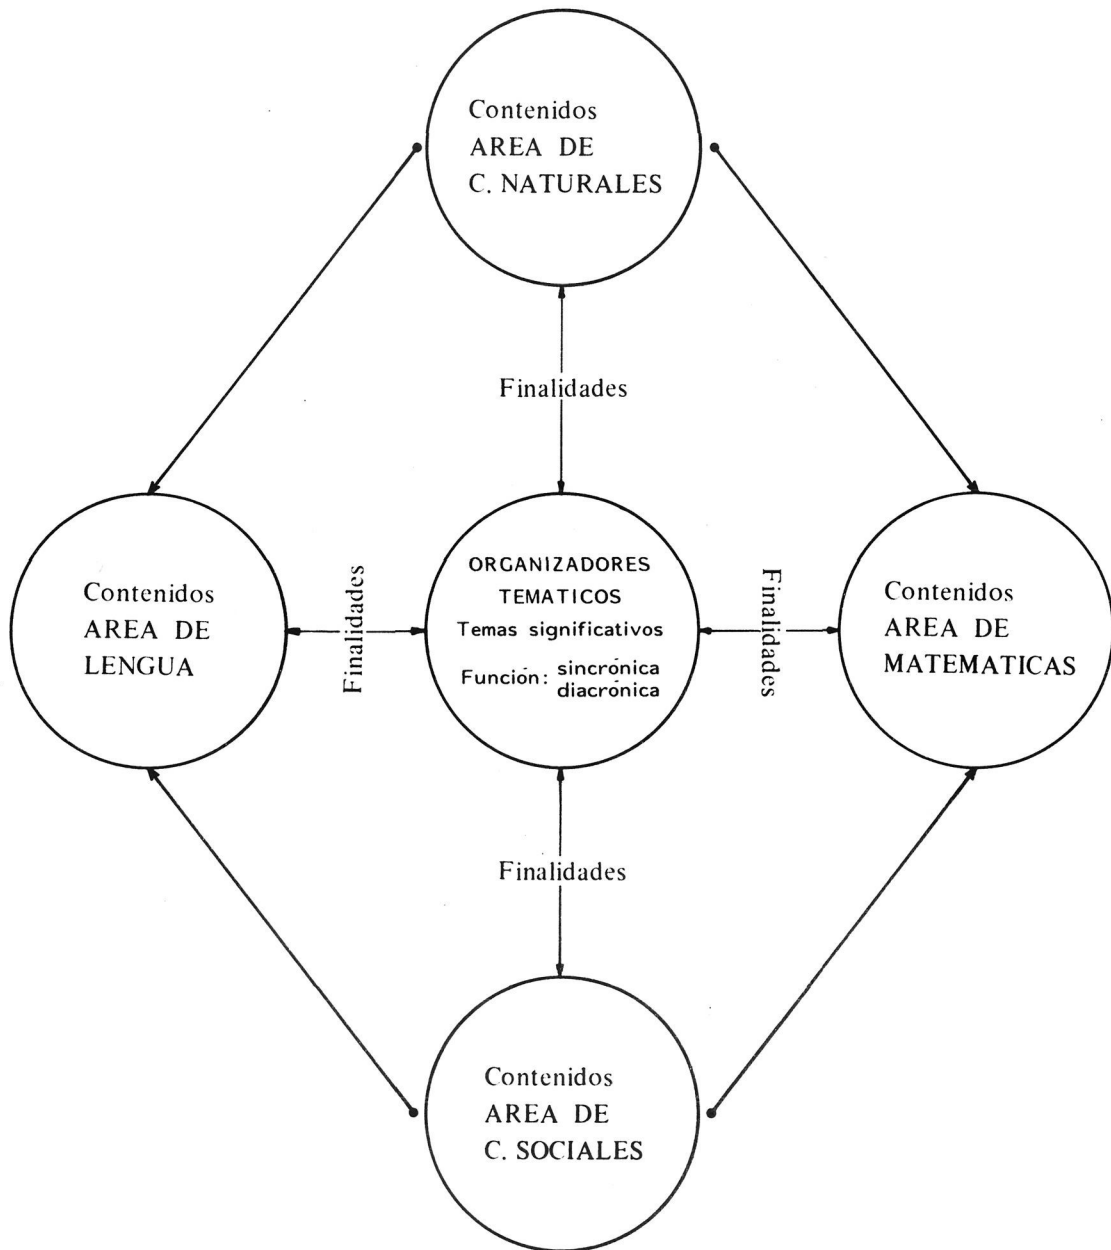 Contenidos
AREA DE
C. NATURALES
Finalidades
Contenidos
AREA DE
LENGUA
Finalidades
ORGANIZADORES
TEMATICOS
Temas significativos
Función: sincrónica
diacrónica
Finalidades
Contenidos
AREA DE
MATEMATICAS
Finalidades
Contenidos
AREA DE
C. SOCIALES